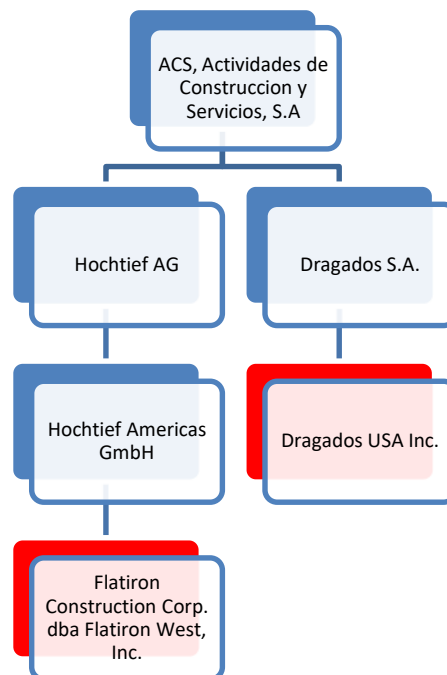 ACS, Actividades de
Construccion y
Servicios, S.A
Hochtief AG
Dragados S.A.
Hochtief Americas
GmbH
Dragados USA Inc.
Flatiron
Construction Corp.
dba Flatiron West,
Inc.